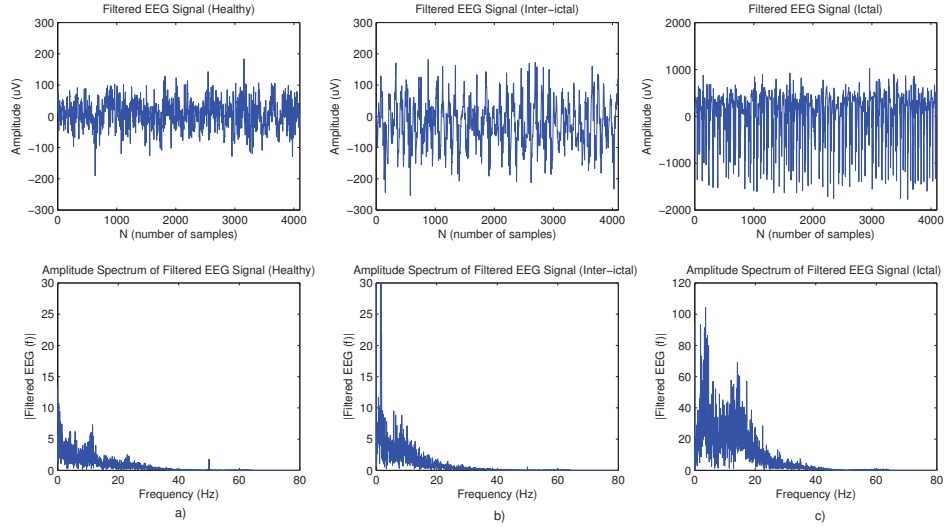 Filtered EEG Signal (Healthy)
300
200
100
0
−100
−200
−300
0 1000 2000 3000 4000
Amplitude (uV)
N (number of samples)
Filtered EEG Signal (Inter−ictal)
300
200
100
0
−100
−200
−300
0 1000 2000 3000 4000
Amplitude (uV)
N (number of samples)
Filtered EEG Signal (Ictal)
2000
1000
0
−1000
−2000
0 1000 2000 3000 4000
Amplitude (uV)
N (number of samples)
Amplitude Spectrum of Filtered EEG Signal (Healthy)
30
25
20
15
10
5
0
0 20 40 60 80
|Filtered EEG (f)|
Frequency (Hz)
a)
Amplitude Spectrum of Filtered EEG Signal (Inter−ictal)
30
25
20
15
10
5
0
0 20 40 60 80
|Filtered EEG (f)|
Frequency (Hz)
b)
Amplitude Spectrum of Filtered EEG Signal (Ictal)
120
100
80
60
40
20
0
0 20 40 60 80
|Filtered EEG (f)|
Frequency (Hz)
c)